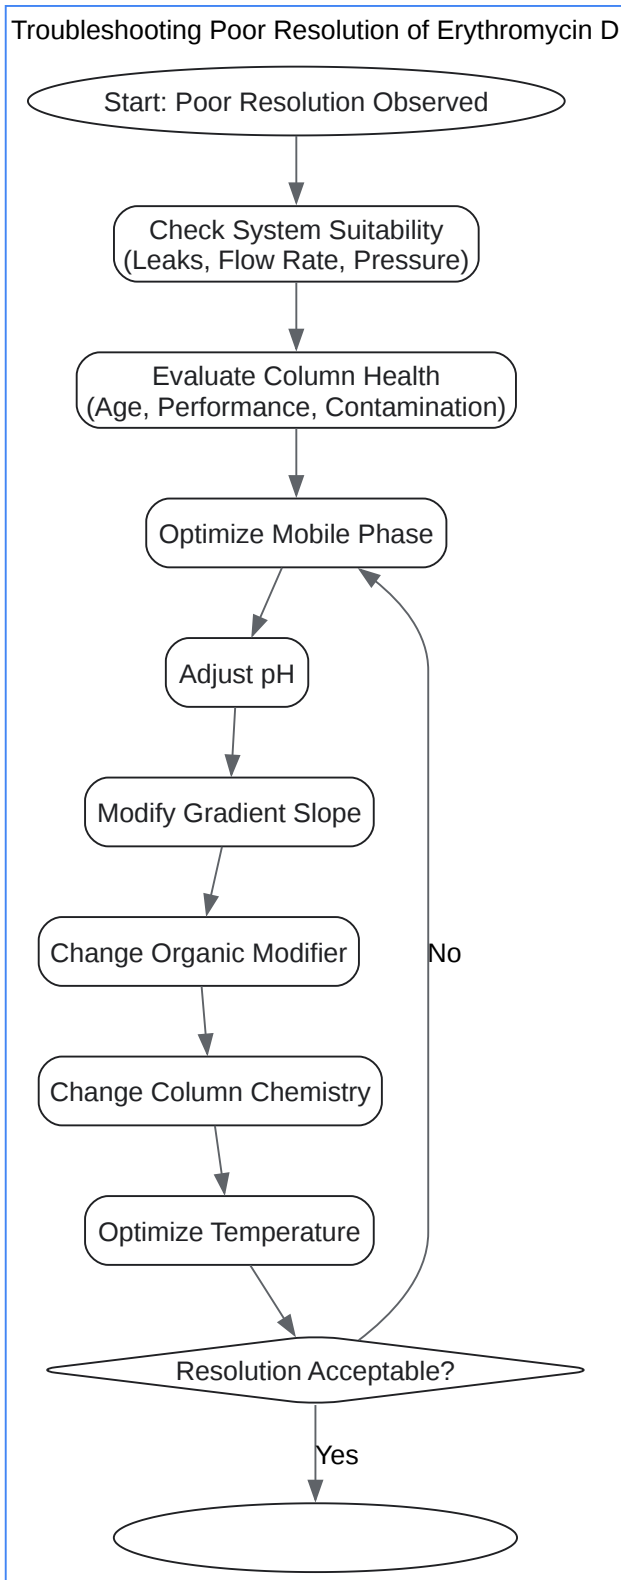 Troubleshooting Poor Resolution of Erythromycin D
Start: Poor Resolution Observed
Check System Suitability
(Leaks, Flow Rate, Pressure)
Evaluate Column Health
(Age, Performance, Contamination)
Optimize Mobile Phase
Adjust pH
Modify Gradient Slope
Change Organic Modifier
No
Change Column Chemistry
Optimize Temperature
Resolution Acceptable?
Yes